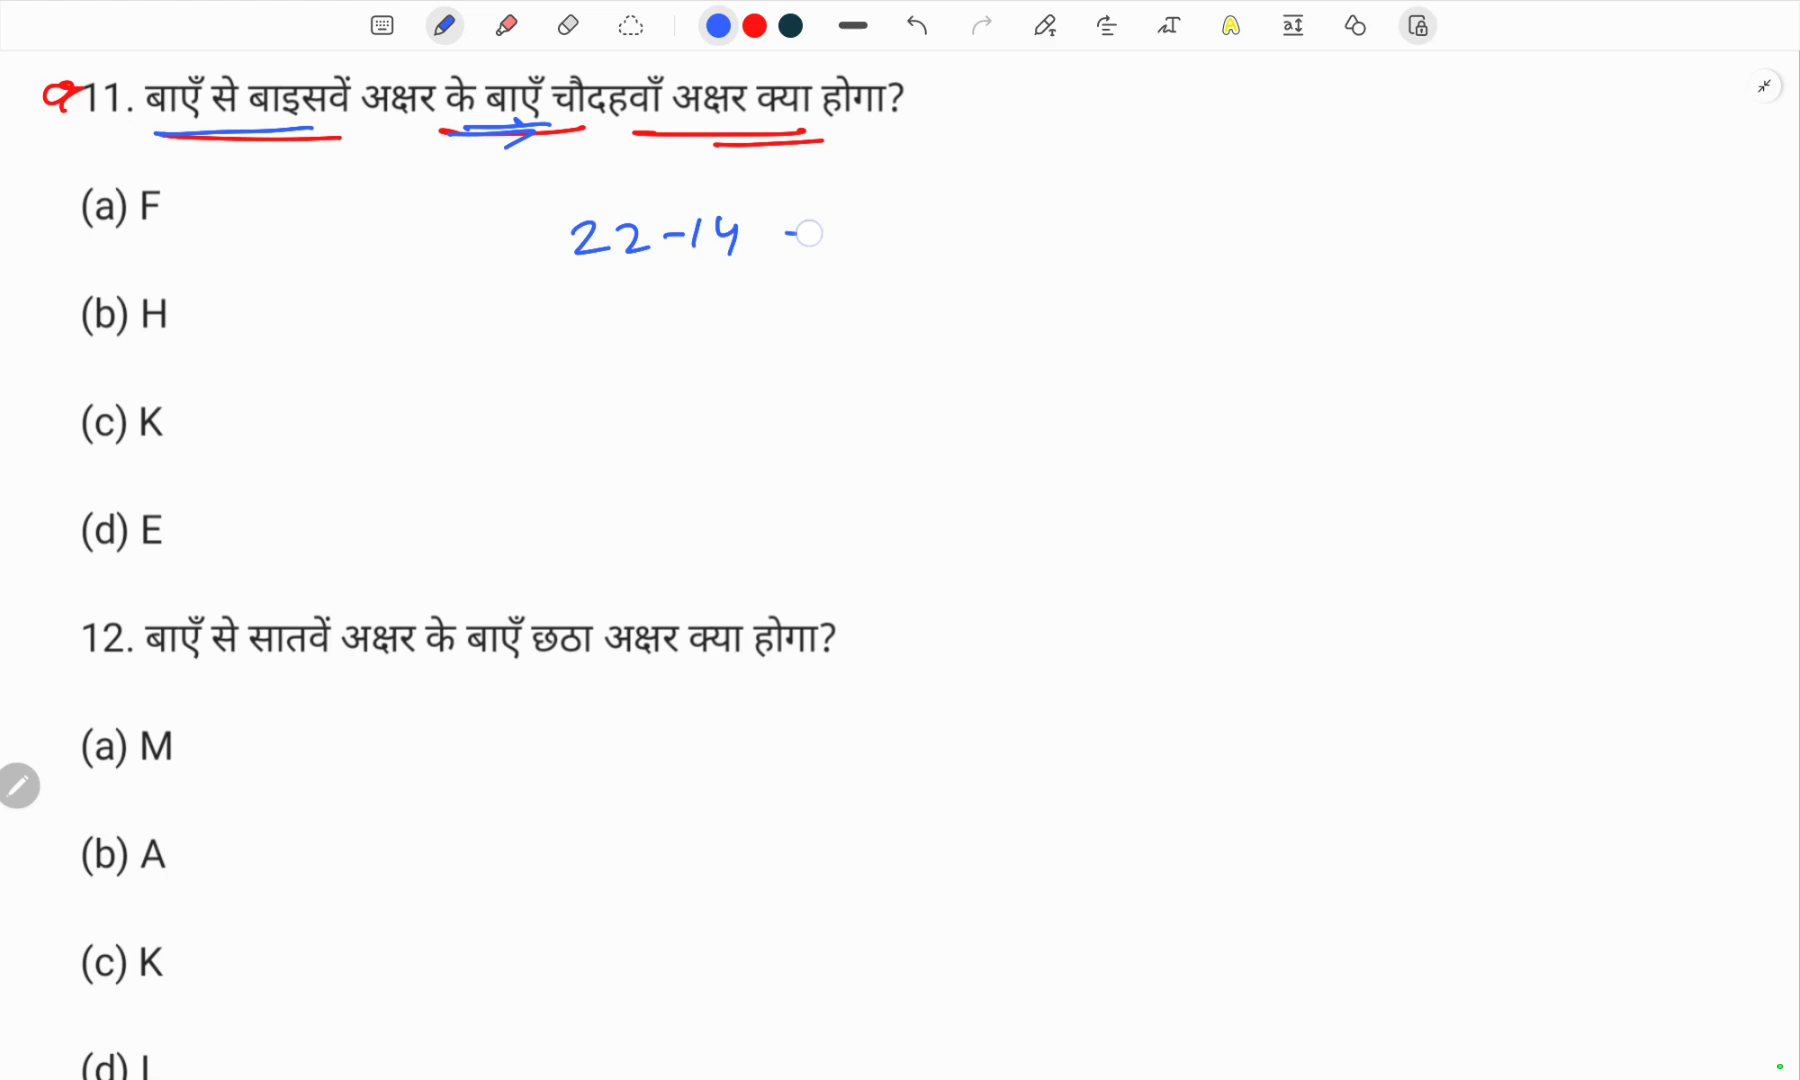 11. बाएँ से बाइसवें अक्षर के बाएँ चौदहवाँ अक्षर क्या होगा?
(a) F
22-14 -
(b) H
(c) K
(d) E
12. बाएँ से सातवें अक्षर के बाएँ छठा अक्षर क्या होगा?
(a) M
(b) A
(c) K
(d)